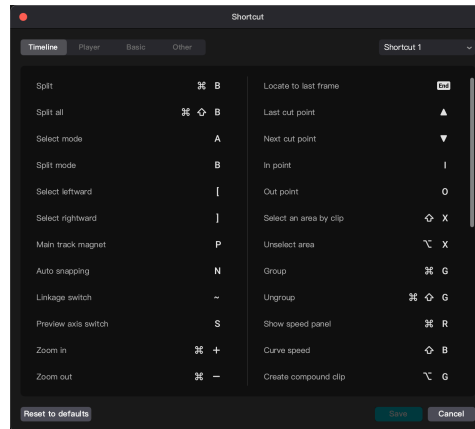 Shortcut
Timeline Player Basic Other Shortcut 1
Split ⌘ B
Split all ⌘ ⇧ B
Select mode A
Split mode B
Select leftward [
Select rightward ]
Main track magnet P
Auto snapping N
Linkage switch ~
Preview axis switch S
Zoom in ⌘ +
Zoom out ⌘ −
Locate to last frame End
Last cut point ▲
Next cut point ▼
In point I
Out point O
Select an area by clip ⇧ X
Unselect area ⌥ X
Group ⌘ G
Ungroup ⌘ ⇧ G
Show speed panel ⌘ R
Curve speed ⇧ B
Create compound clip ⌥ G
Reset to defaults Save Cancel